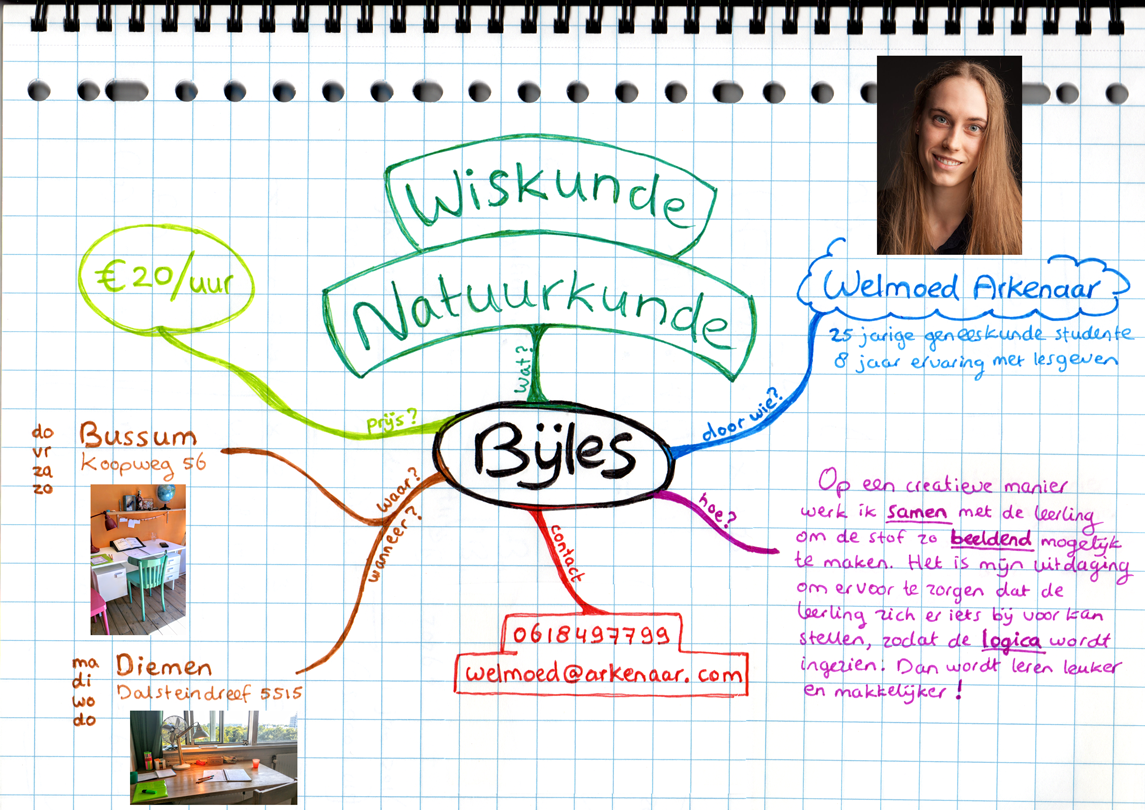 Wiskunde
Natuurkunde
wat?
€20/uur
prijs?
Welmoed Arkenaar
25 jarige geneeskunde studente
8 jaar ervaring met lesgeven
door wie?
Bijles
do
vr
za
zo
Bussum
Koopweg 56
waar?
wanneer?
ma
di
wo
do
Diemen
Dalsteindreef 5515
contact
0618497799
welmoed@arkenaar.com
hoe?
Op een creatieve manier
werk ik samen met de leerling
om de stof zo beeldend mogelijk
te maken. Het is mijn uitdaging
om ervoor te zorgen dat de
leerling zich er iets bij voor kan
stellen, zodat de logica wordt
ingezien. Dan wordt leren leuker
en makkelijker!